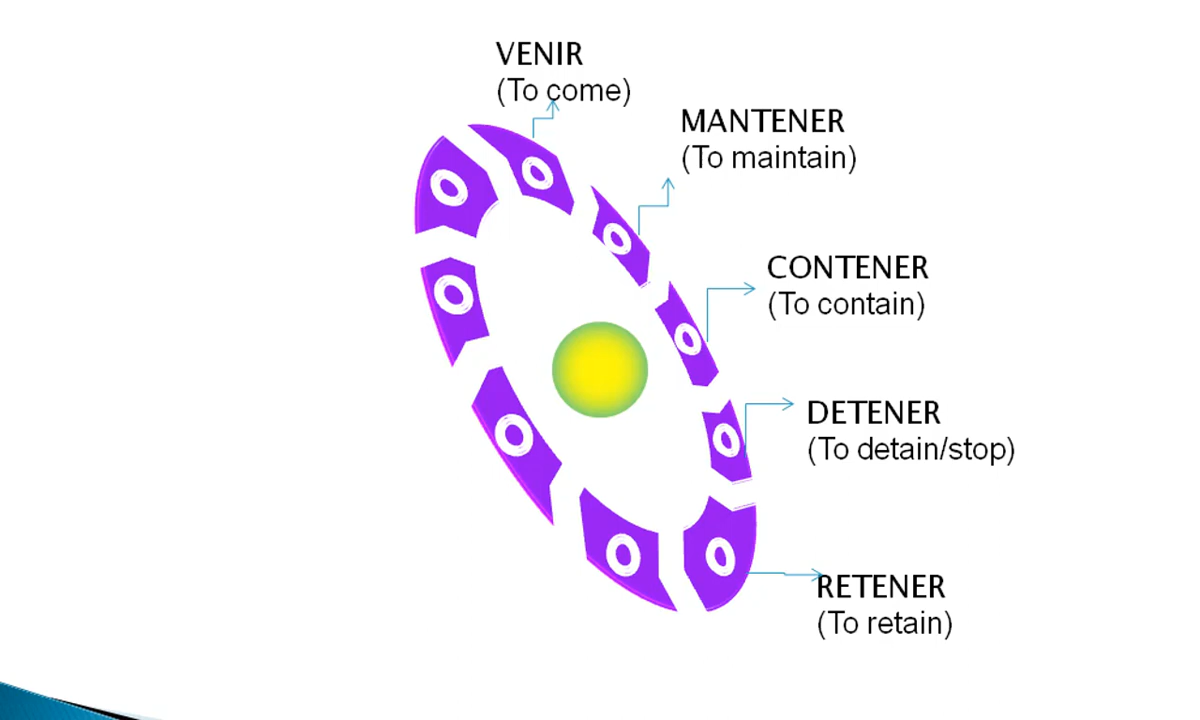 VENIR
(To come)
MANTENER
(To maintain)
CONTENER
(To contain)
DETENER
(To detain/stop)
RETENER
(To retain)